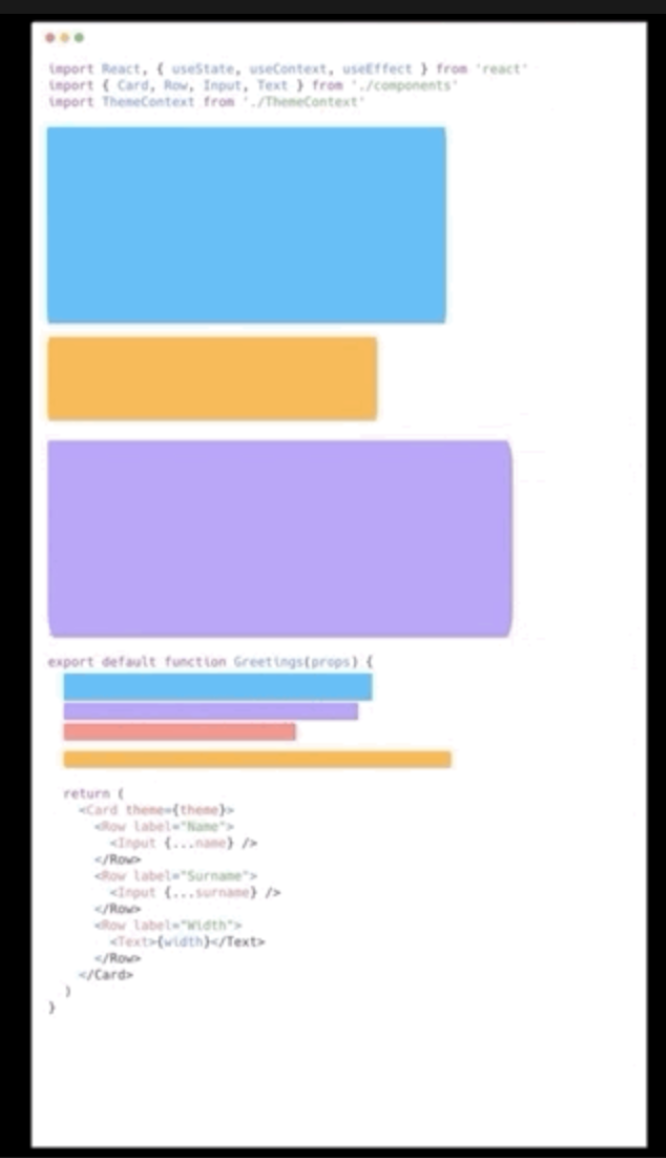 import React, { useState, useContext, useEffect } from 'react'
import { Card, Row, Input, Text } from './components'
import ThemeContext from './ThemeContext'
export default function Greetings(props) {
return (
<Card theme={theme}>
<Row label="Name">
<Input {...name} />
</Row>
<Row label="Surname">
<Input {...surname} />
</Row>
<Row label="Width">
<Text>{width}</Text>
</Row>
</Card>
)
}